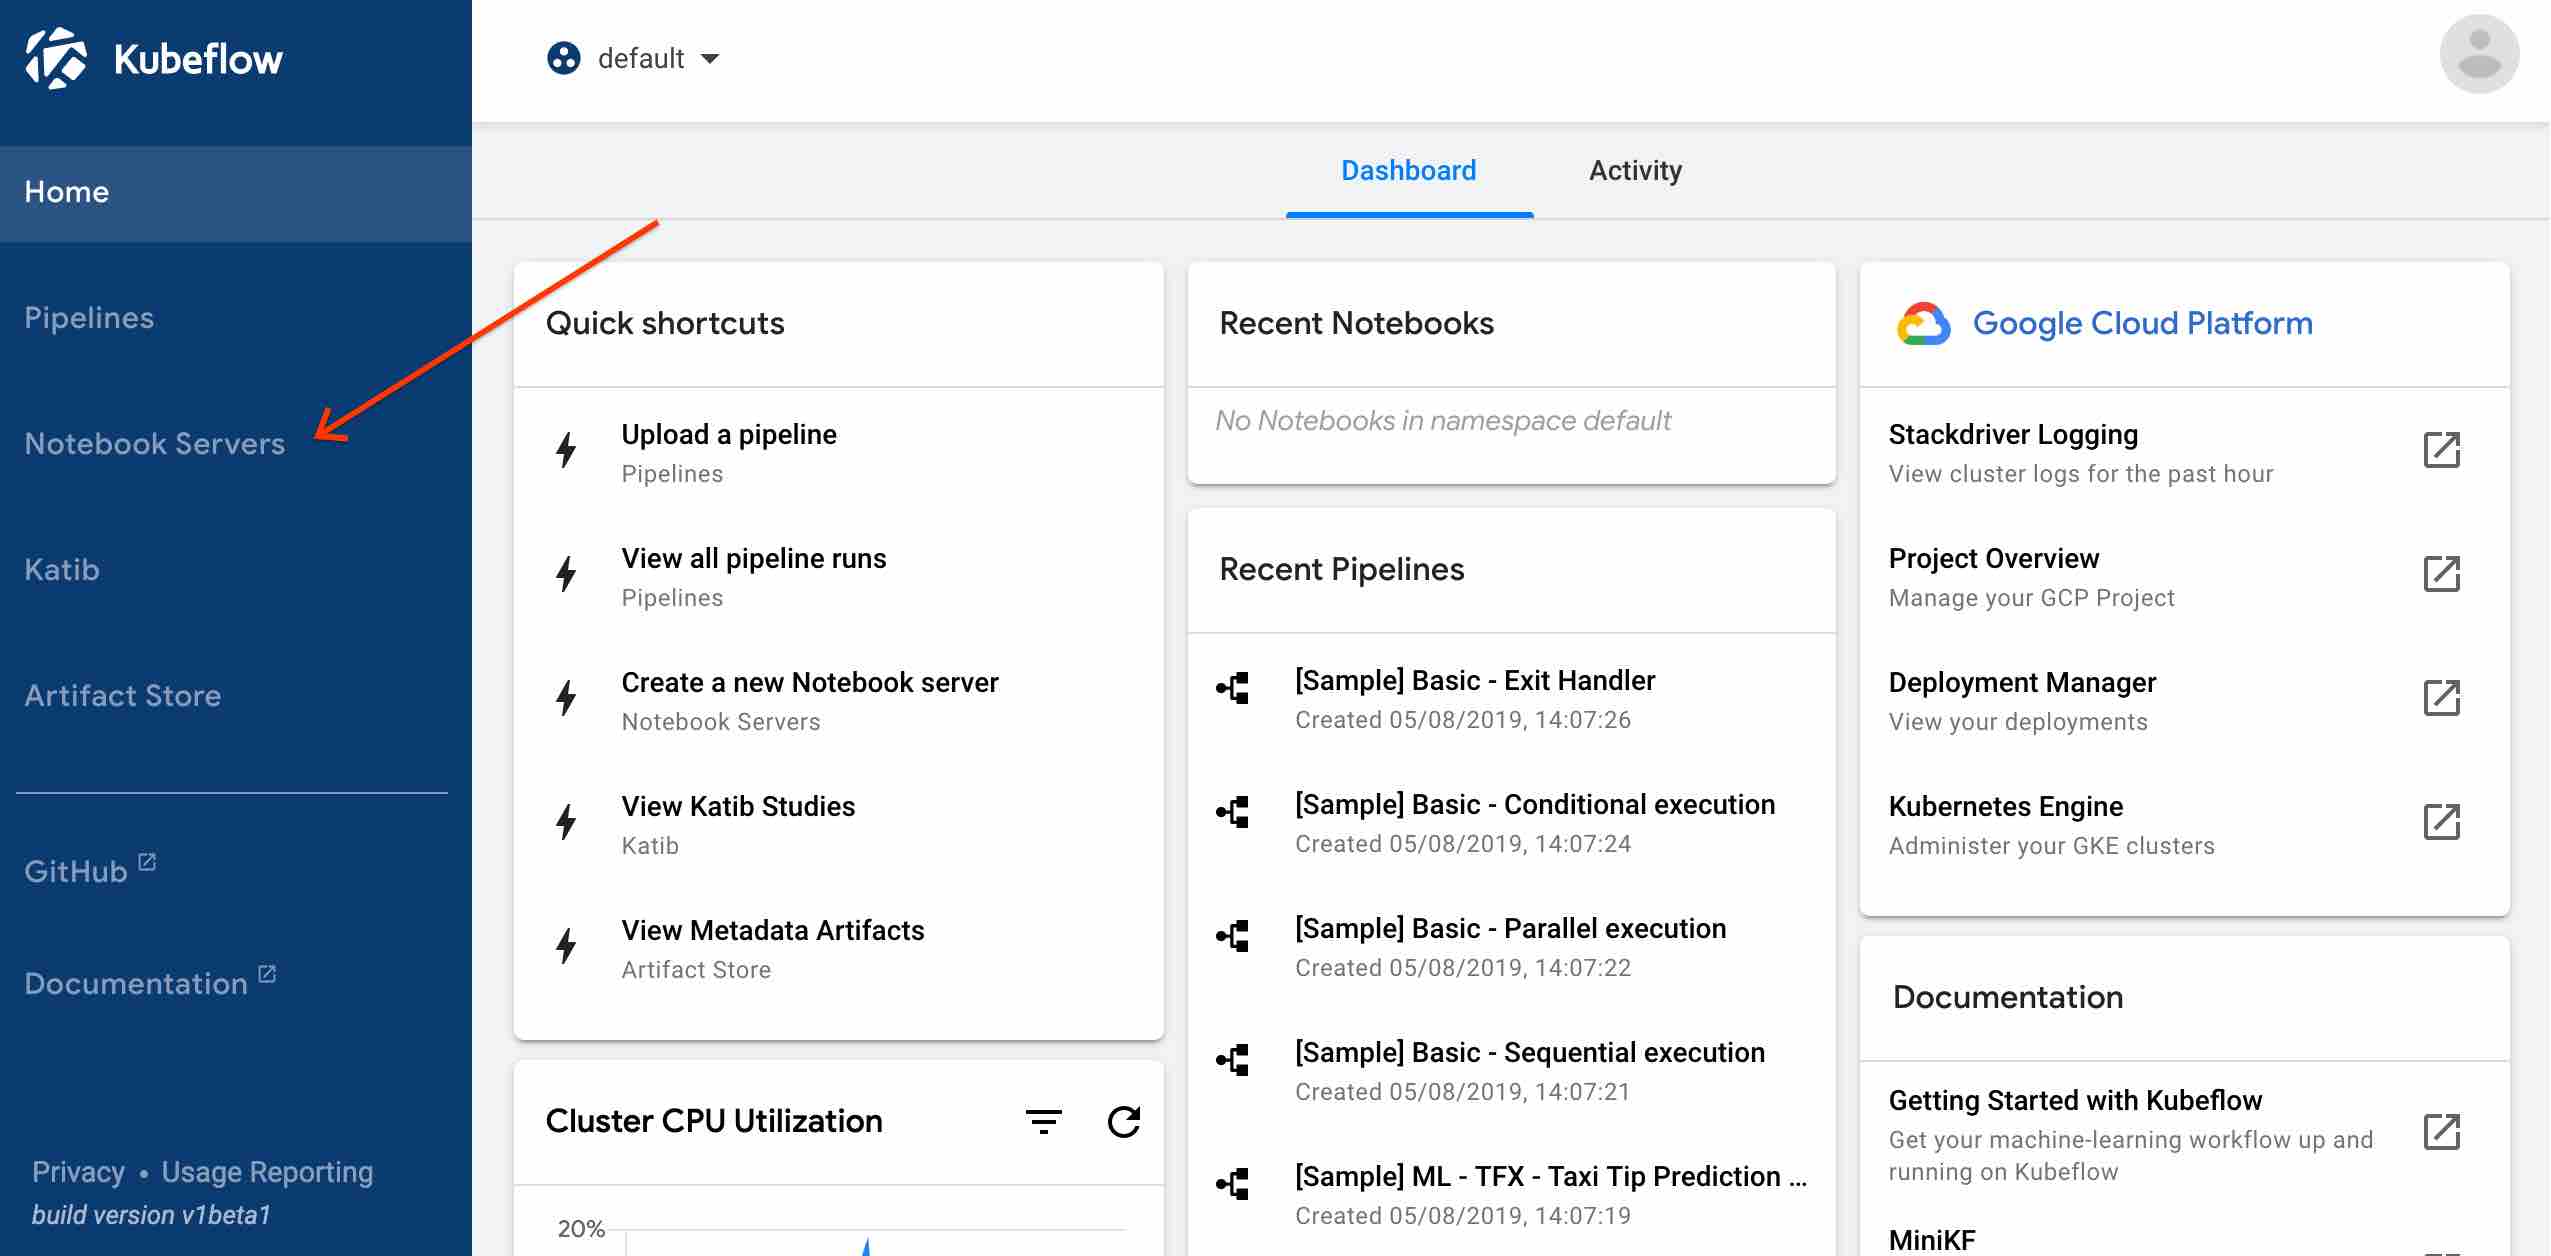 Kubeflow
default
Home
Pipelines
Notebook Servers
Katib
Artifact Store
GitHub
Documentation
Privacy • Usage Reporting
build version v1beta1
Dashboard
Activity
Quick shortcuts
Upload a pipeline
Pipelines
View all pipeline runs
Pipelines
Create a new Notebook server
Notebook Servers
View Katib Studies
Katib
View Metadata Artifacts
Artifact Store
Cluster CPU Utilization
20%
Recent Notebooks
No Notebooks in namespace default
Recent Pipelines
[Sample] Basic - Exit Handler
Created 05/08/2019, 14:07:26
[Sample] Basic - Conditional execution
Created 05/08/2019, 14:07:24
[Sample] Basic - Parallel execution
Created 05/08/2019, 14:07:22
[Sample] Basic - Sequential execution
Created 05/08/2019, 14:07:21
[Sample] ML - TFX - Taxi Tip Prediction ...
Created 05/08/2019, 14:07:19
Google Cloud Platform
Stackdriver Logging
View cluster logs for the past hour
Project Overview
Manage your GCP Project
Deployment Manager
View your deployments
Kubernetes Engine
Administer your GKE clusters
Documentation
Getting Started with Kubeflow
Get your machine-learning workflow up and
running on Kubeflow
MiniKF